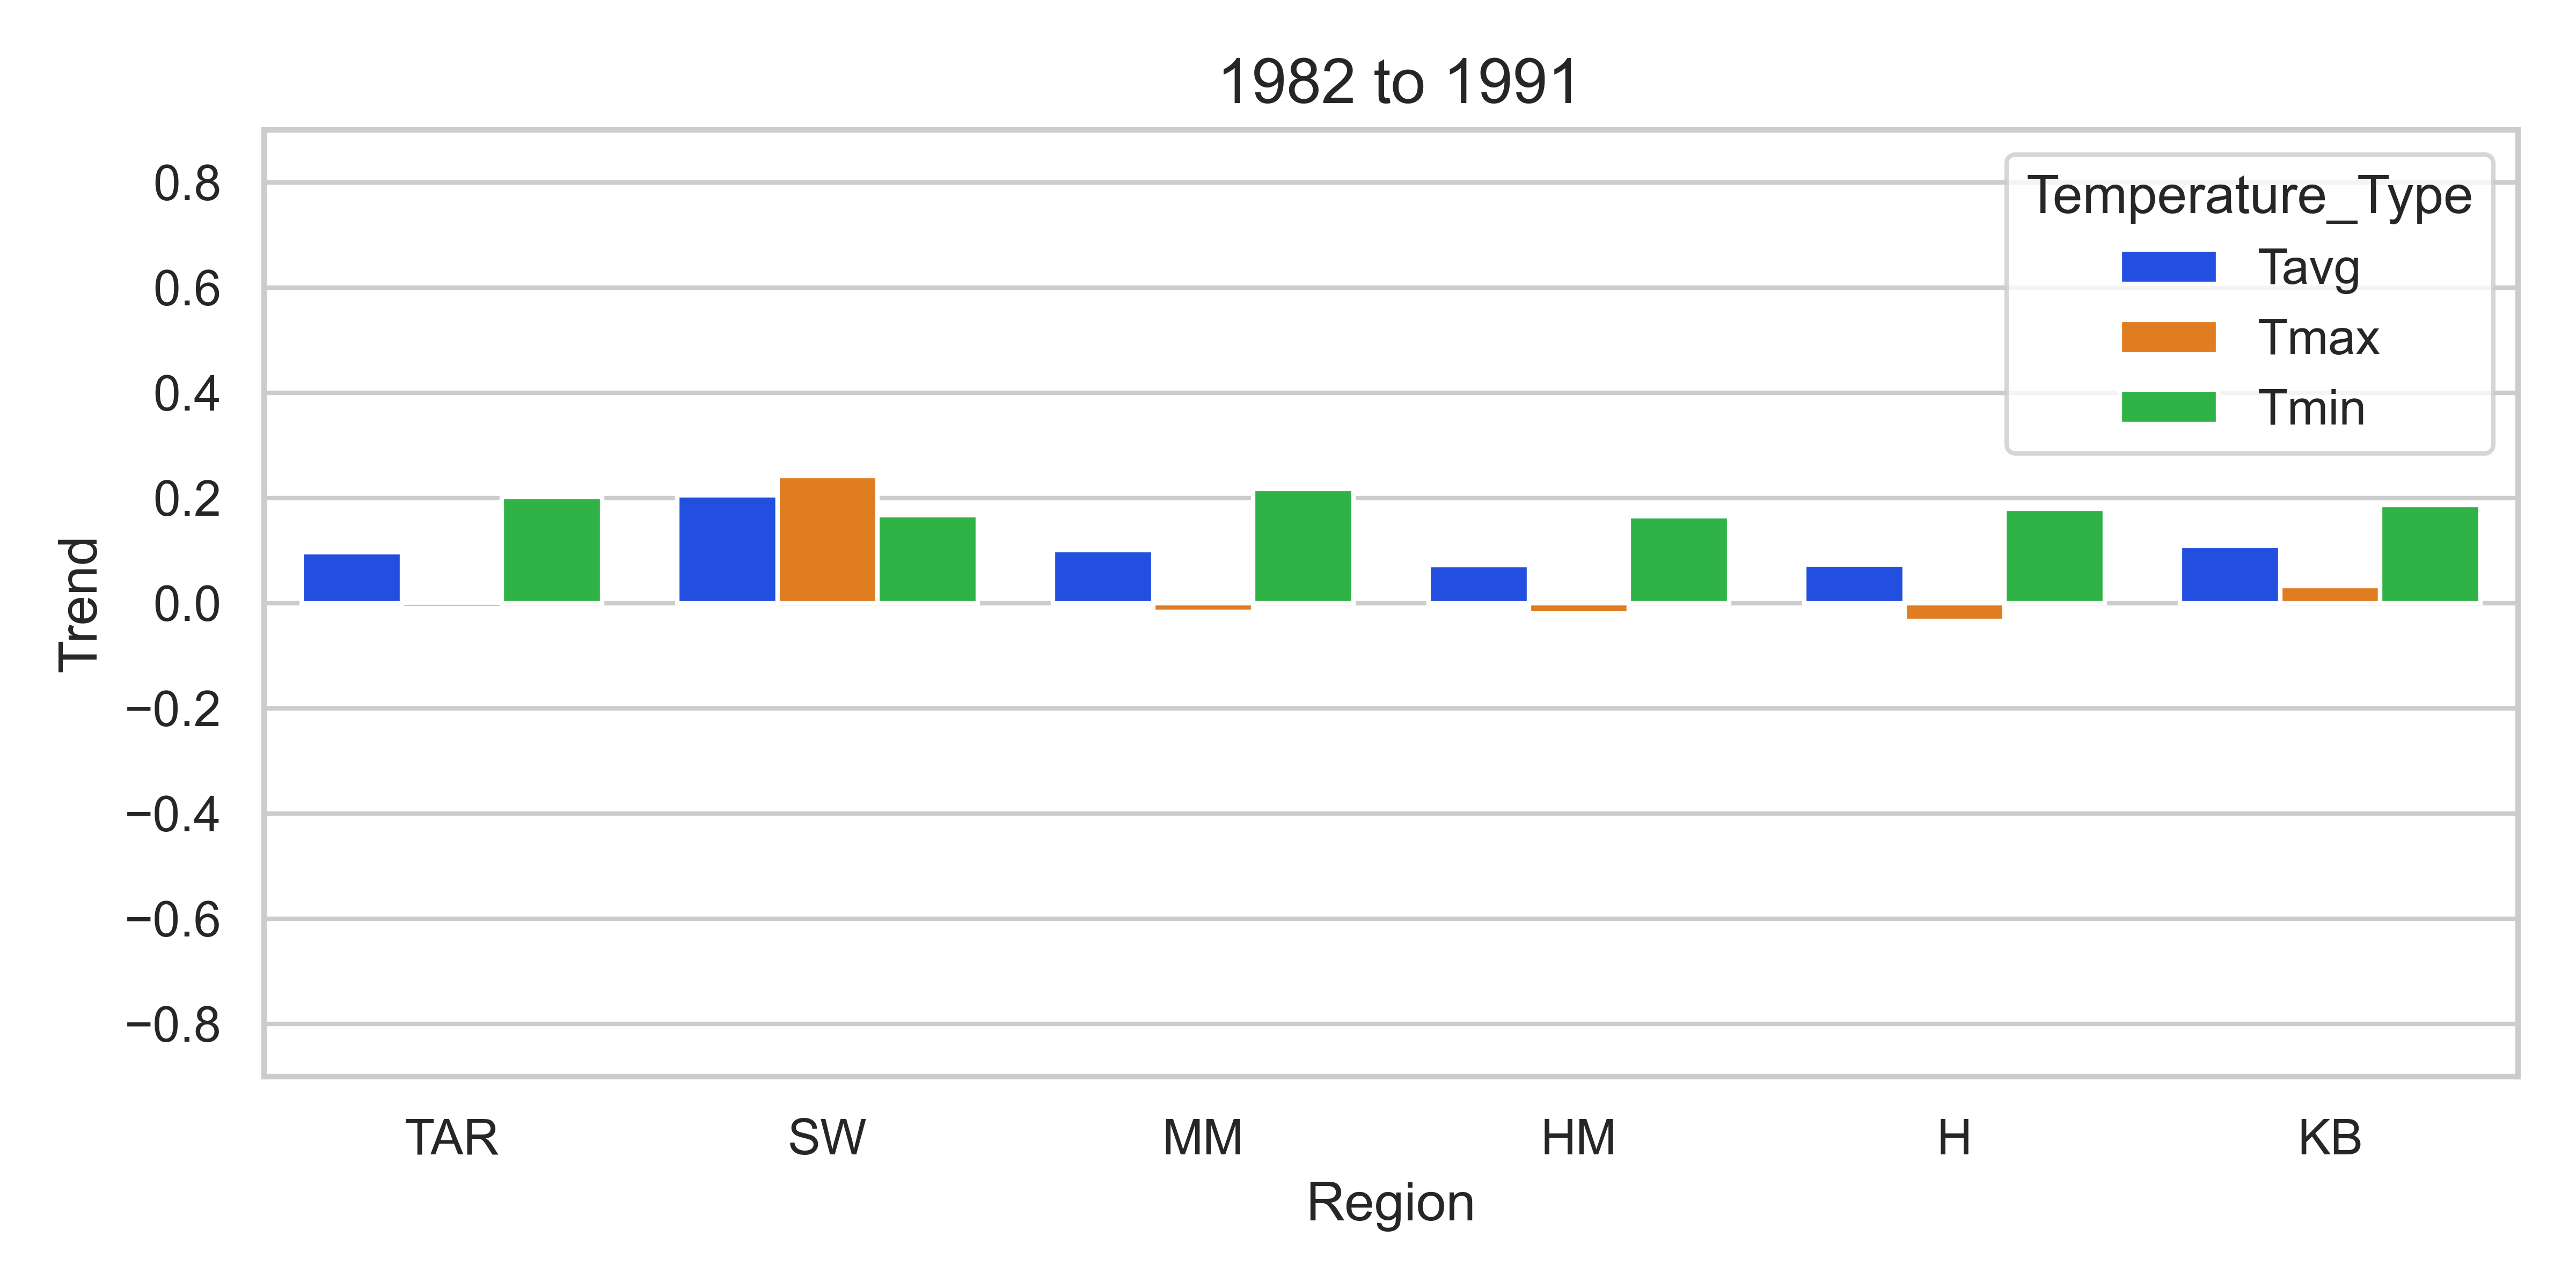 1982 to 1991
Temperature_Type
Tavg
Tmax
Tmin
Trend
0.8
0.6
0.4
0.2
0.0
−0.2
−0.4
−0.6
−0.8
TAR SW MM HM H KB
Region